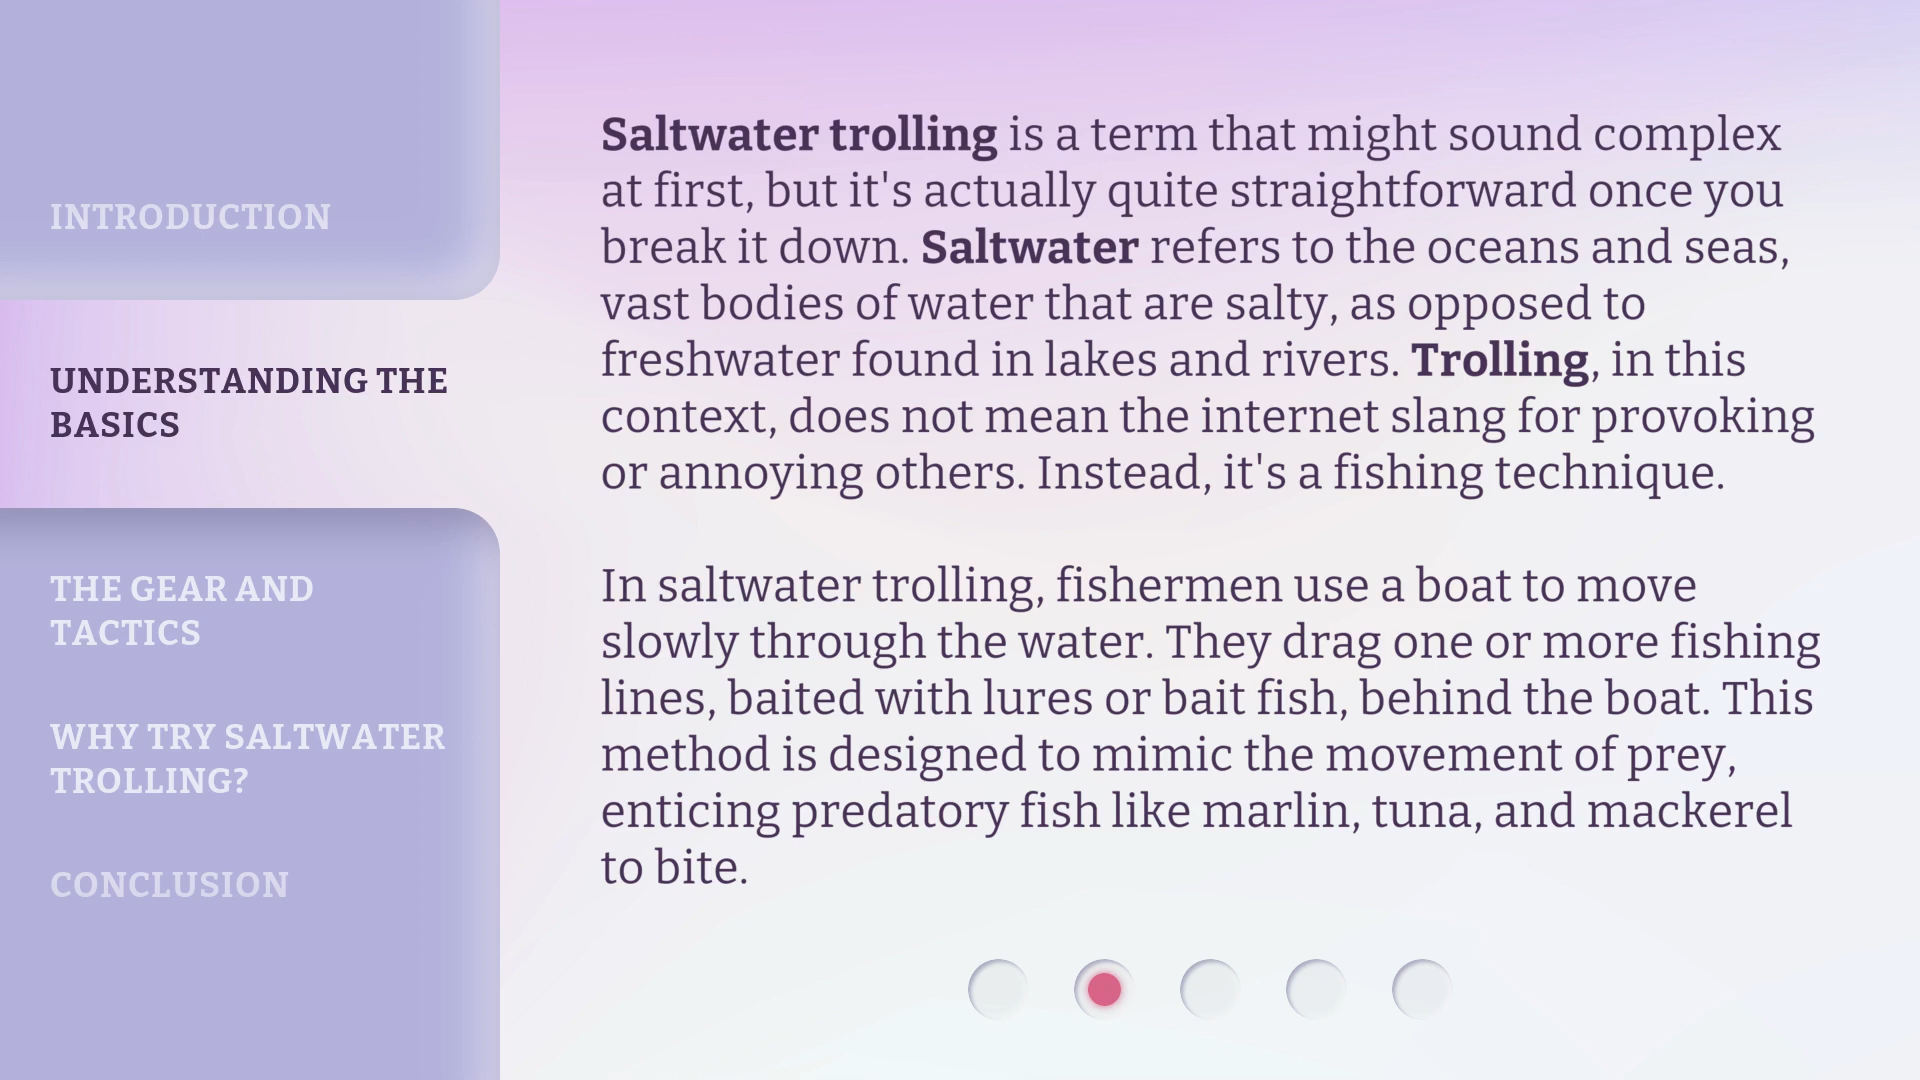 INTRODUCTION
UNDERSTANDING THE
BASICS
THE GEAR AND
TACTICS
WHY TRY SALTWATER
TROLLING?
CONCLUSION
Saltwater trolling is a term that might sound complex
at first, but it's actually quite straightforward once you
break it down. Saltwater refers to the oceans and seas,
vast bodies of water that are salty, as opposed to
freshwater found in lakes and rivers. Trolling, in this
context, does not mean the internet slang for provoking
or annoying others. Instead, it's a fishing technique.
In saltwater trolling, fishermen use a boat to move
slowly through the water. They drag one or more fishing
lines, baited with lures or bait fish, behind the boat. This
method is designed to mimic the movement of prey,
enticing predatory fish like marlin, tuna, and mackerel
to bite.